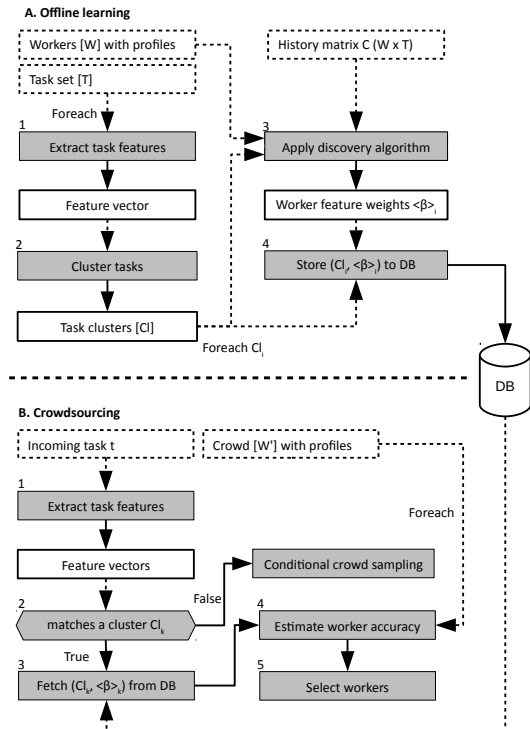 A. Offline learning
Workers [W] with profiles
History matrix C (W x T)
Task set [T]
Foreach
1
Extract task features
3
Apply discovery algorithm
Feature vector
Worker feature weights <β>i
2
Cluster tasks
4
Store (Cli, <β>i) to DB
Task clusters [Cl]
Foreach Cli
DB
B. Crowdsourcing
Incoming task t
Crowd [W'] with profiles
1
Extract task features
Foreach
Feature vectors
Conditional crowd sampling
False
2
matches a cluster Clk
4
Estimate worker accuracy
True
3
Fetch (Clk, <β>k) from DB
5
Select workers